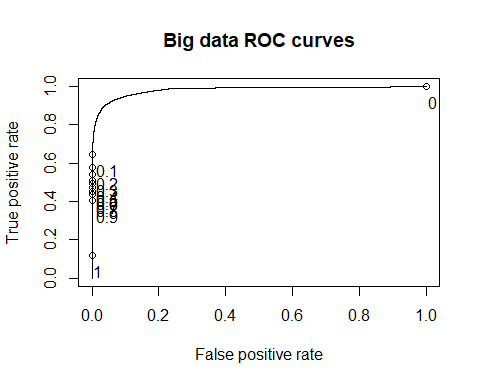 Big data ROC curves
True positive rate
1.0
0.8
0.6
0.4
0.2
0.0
0
0.1
0.2
0.9
1
0.0 0.2 0.4 0.6 0.8 1.0
False positive rate